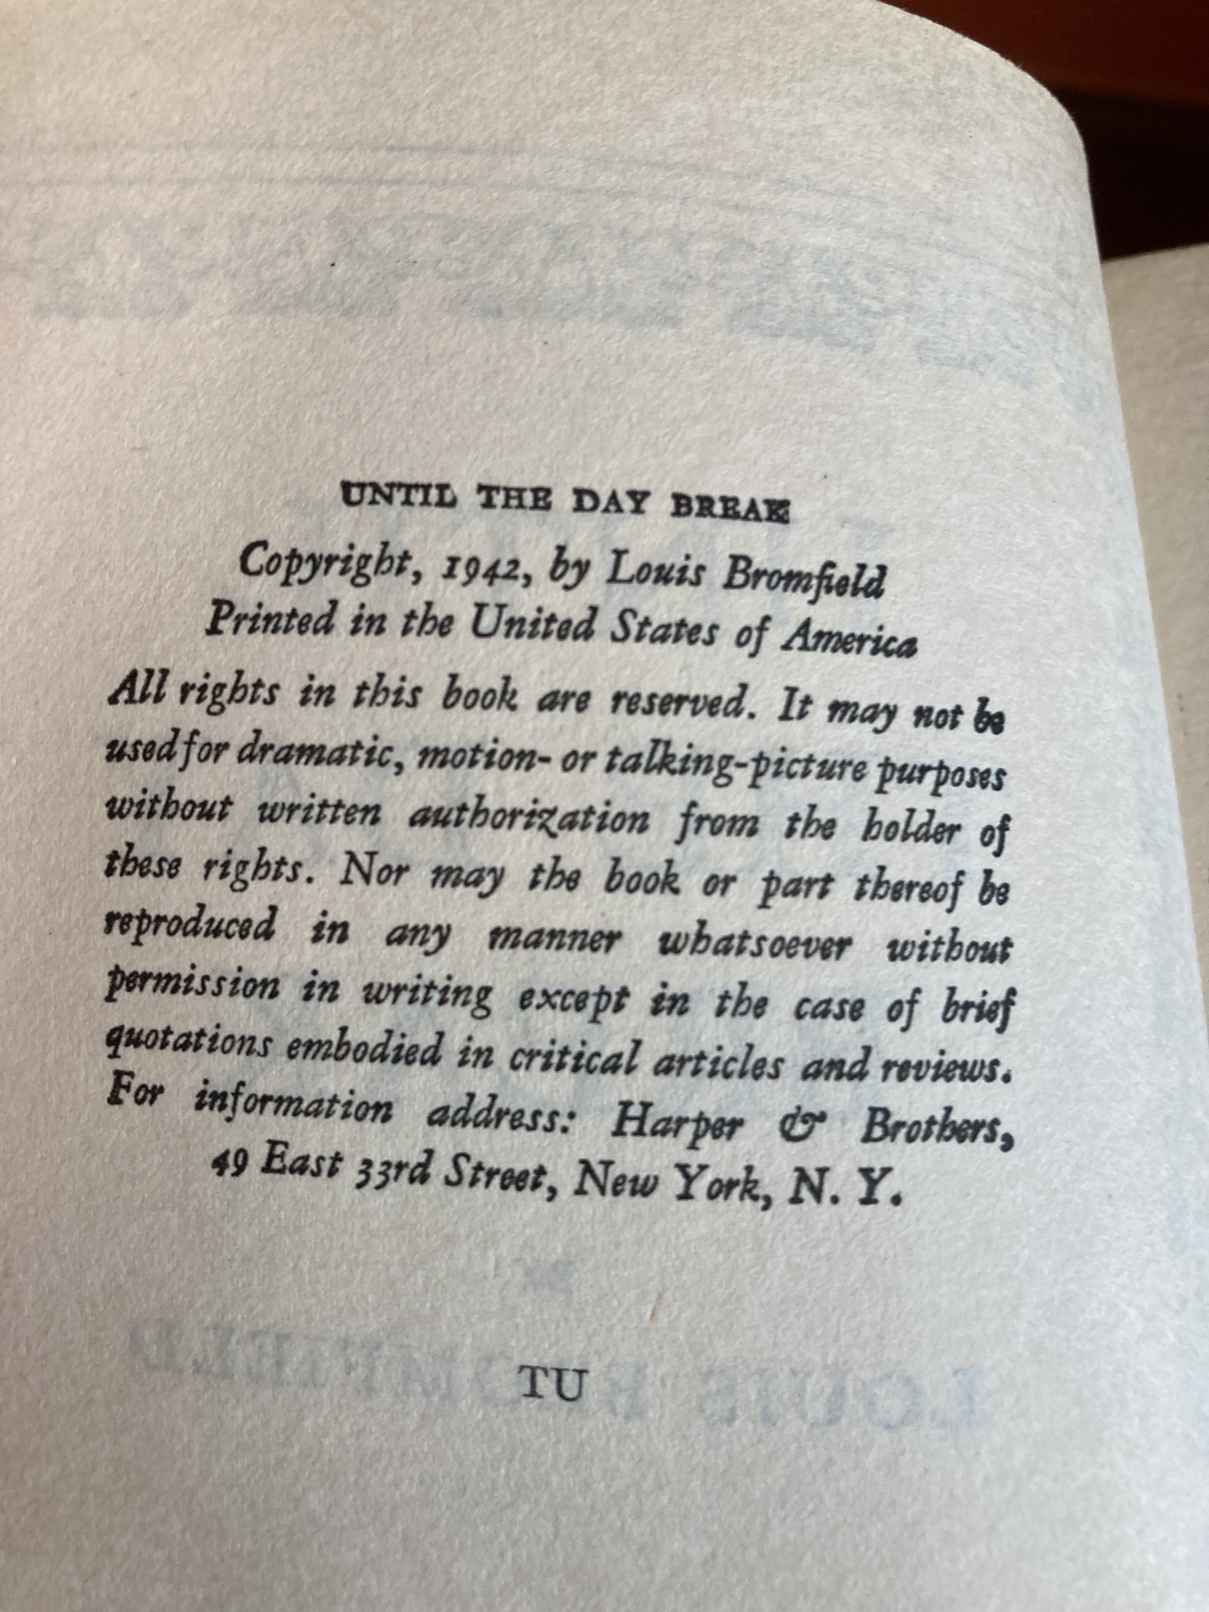 UNTIL THE DAY BREAK
Copyright, 1942, by Louis Bromfield
Printed in the United States of America
All rights in this book are reserved. It may not be
used for dramatic, motion- or talking-picture purposes
without written authorization from the holder of
these rights. Nor may the book or part thereof be
reproduced in any manner whatsoever without
permission in writing except in the case of brief
quotations embodied in critical articles and reviews.
For information address: Harper & Brothers,
49 East 33rd Street, New York, N. Y.
LOUIS BROMFIELD
TU